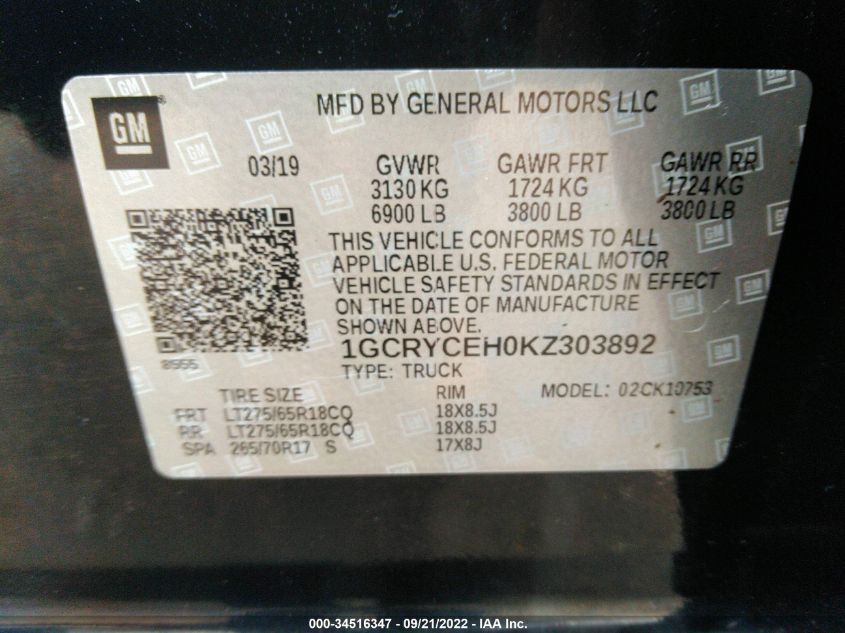 GM
MFD BY GENERAL MOTORS LLC
03/19 GVWR GAWR FRT GAWR RR
3130 KG 1724 KG 1724 KG
6900 LB 3800 LB 3800 LB
THIS VEHICLE CONFORMS TO ALL
APPLICABLE U.S. FEDERAL MOTOR
VEHICLE SAFETY STANDARDS IN EFFECT
ON THE DATE OF MANUFACTURE
SHOWN ABOVE.
1GCRYCEH0KZ303892
TYPE: TRUCK
TIRE SIZE RIM MODEL: 02CK10753
FRT LT275/65R18CQ 18X8.5J
RR LT275/65R18CQ 18X8.5J
SPA 265/70R17 S 17X8J
000-34516347 - 09/21/2022 - IAA Inc.